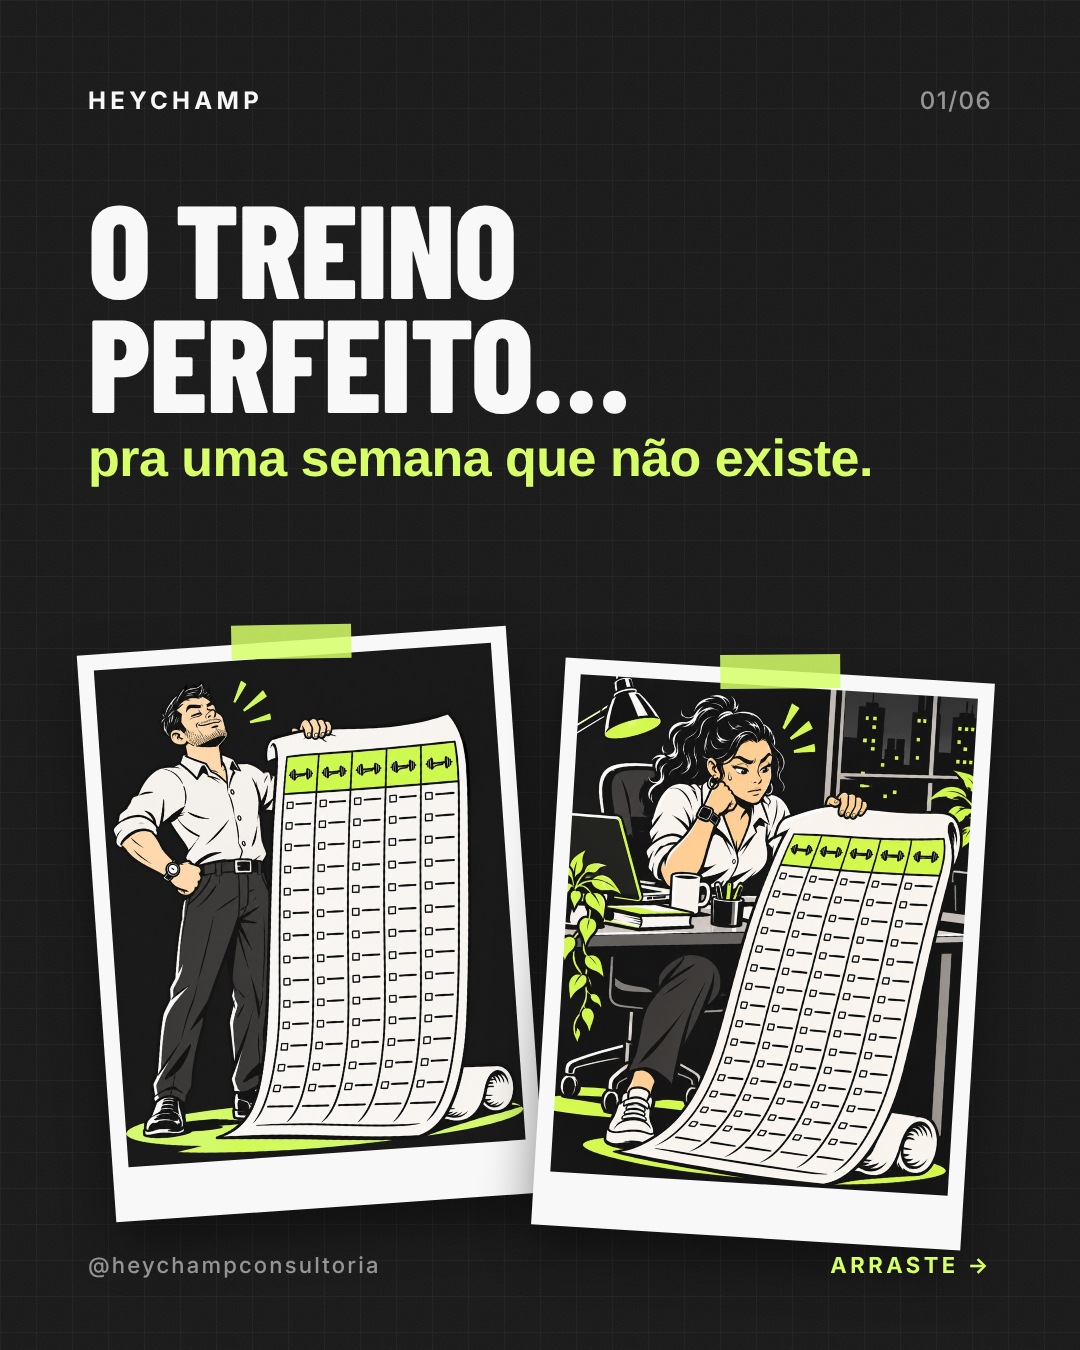 HEYCHAMP
01/06
O TREINO
PERFEITO...
pra uma semana que não existe.
@heychampconsultoria
ARRASTE →